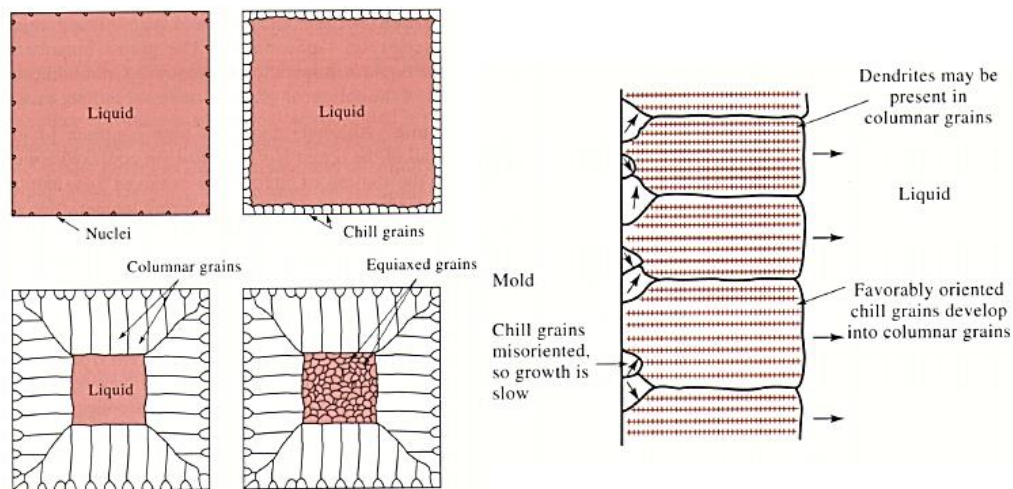 Liquid
Liquid
Nuclei
Chill grains
Columnar grains
Equiaxed grains
Liquid
Dendrites may be
present in
columnar grains
Liquid
Mold
Favorably oriented
chill grains develop
into columnar grains
Chill grains
misoriented,
so growth is
slow